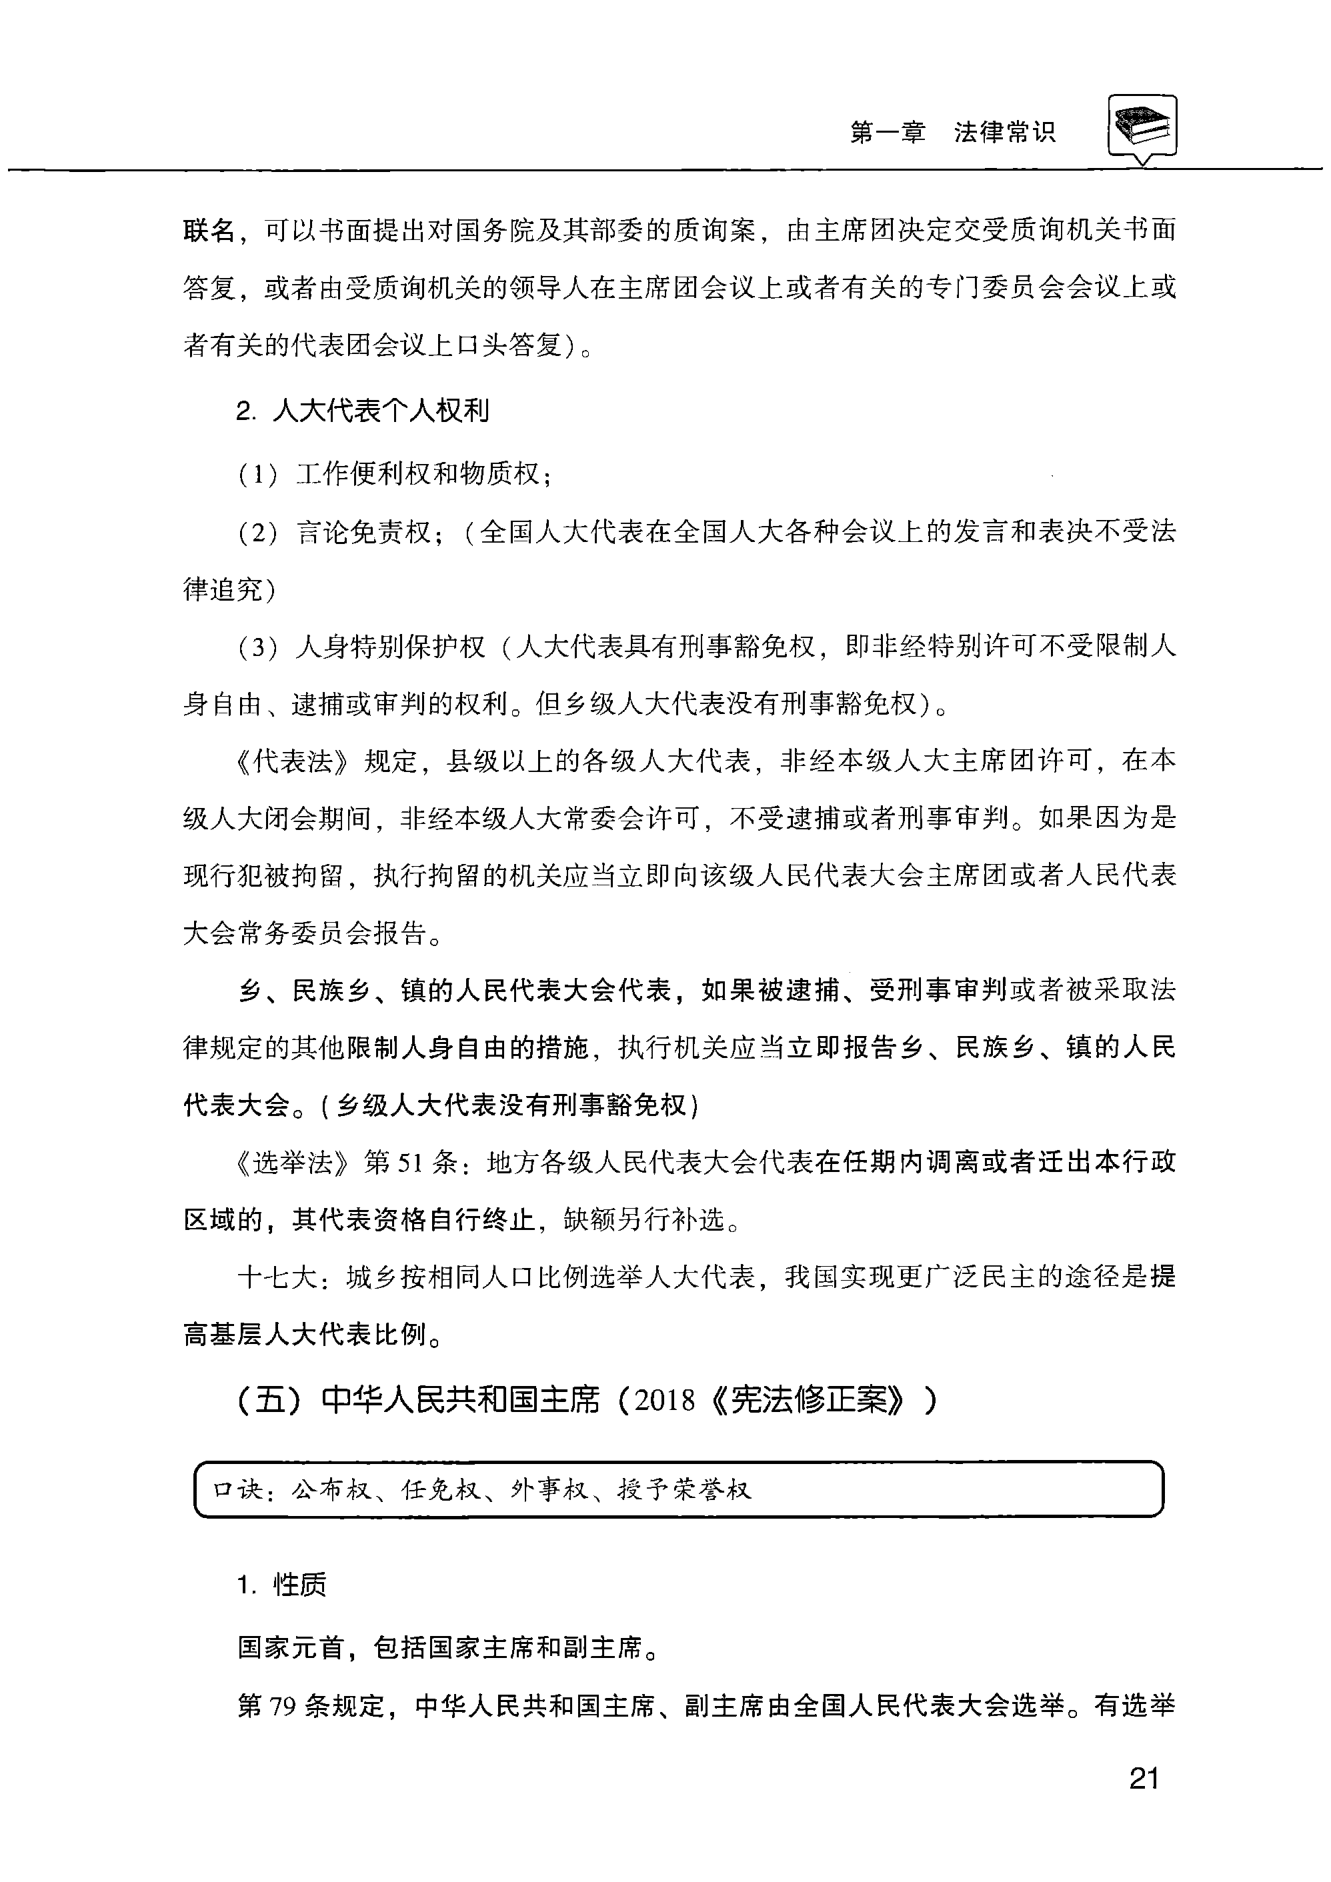 第一章 法律常识
联名，可以书面提出对国务院及其部委的质询案，由主席团决定交受质询机关书面
答复，或者由受质询机关的领导人在主席团会议上或者有关的专门委员会会议上或
者有关的代表团会议上口头答复）。
2. 人大代表个人权利
（1）工作便利权和物质权；
（2）言论免责权；（全国人大代表在全国人大各种会议上的发言和表决不受法
律追究）
（3）人身特别保护权（人大代表具有刑事豁免权，即非经特别许可不受限制人
身自由、逮捕或审判的权利。但乡级人大代表没有刑事豁免权）。
《代表法》规定，县级以上的各级人大代表，非经本级人大主席团许可，在本
级人大闭会期间，非经本级人大常委会许可，不受逮捕或者刑事审判。如果因为是
现行犯被拘留，执行拘留的机关应当立即向该级人民代表大会主席团或者人民代表
大会常务委员会报告。
乡、民族乡、镇的人民代表大会代表，如果被逮捕、受刑事审判或者被采取法
律规定的其他限制人身自由的措施，执行机关应当立即报告乡、民族乡、镇的人民
代表大会。（乡级人大代表没有刑事豁免权）
《选举法》第 51 条：地方各级人民代表大会代表在任期内调离或者迁出本行政
区域的，其代表资格自行终止，缺额另行补选。
十七大：城乡按相同人口比例选举人大代表，我国实现更广泛民主的途径是提
高基层人大代表比例。
（五）中华人民共和国主席（2018《宪法修正案》）
口诀：公布权、任免权、外事权、授予荣誉权
1. 性质
国家元首，包括国家主席和副主席。
第 79 条规定，中华人民共和国主席、副主席由全国人民代表大会选举。有选举
21